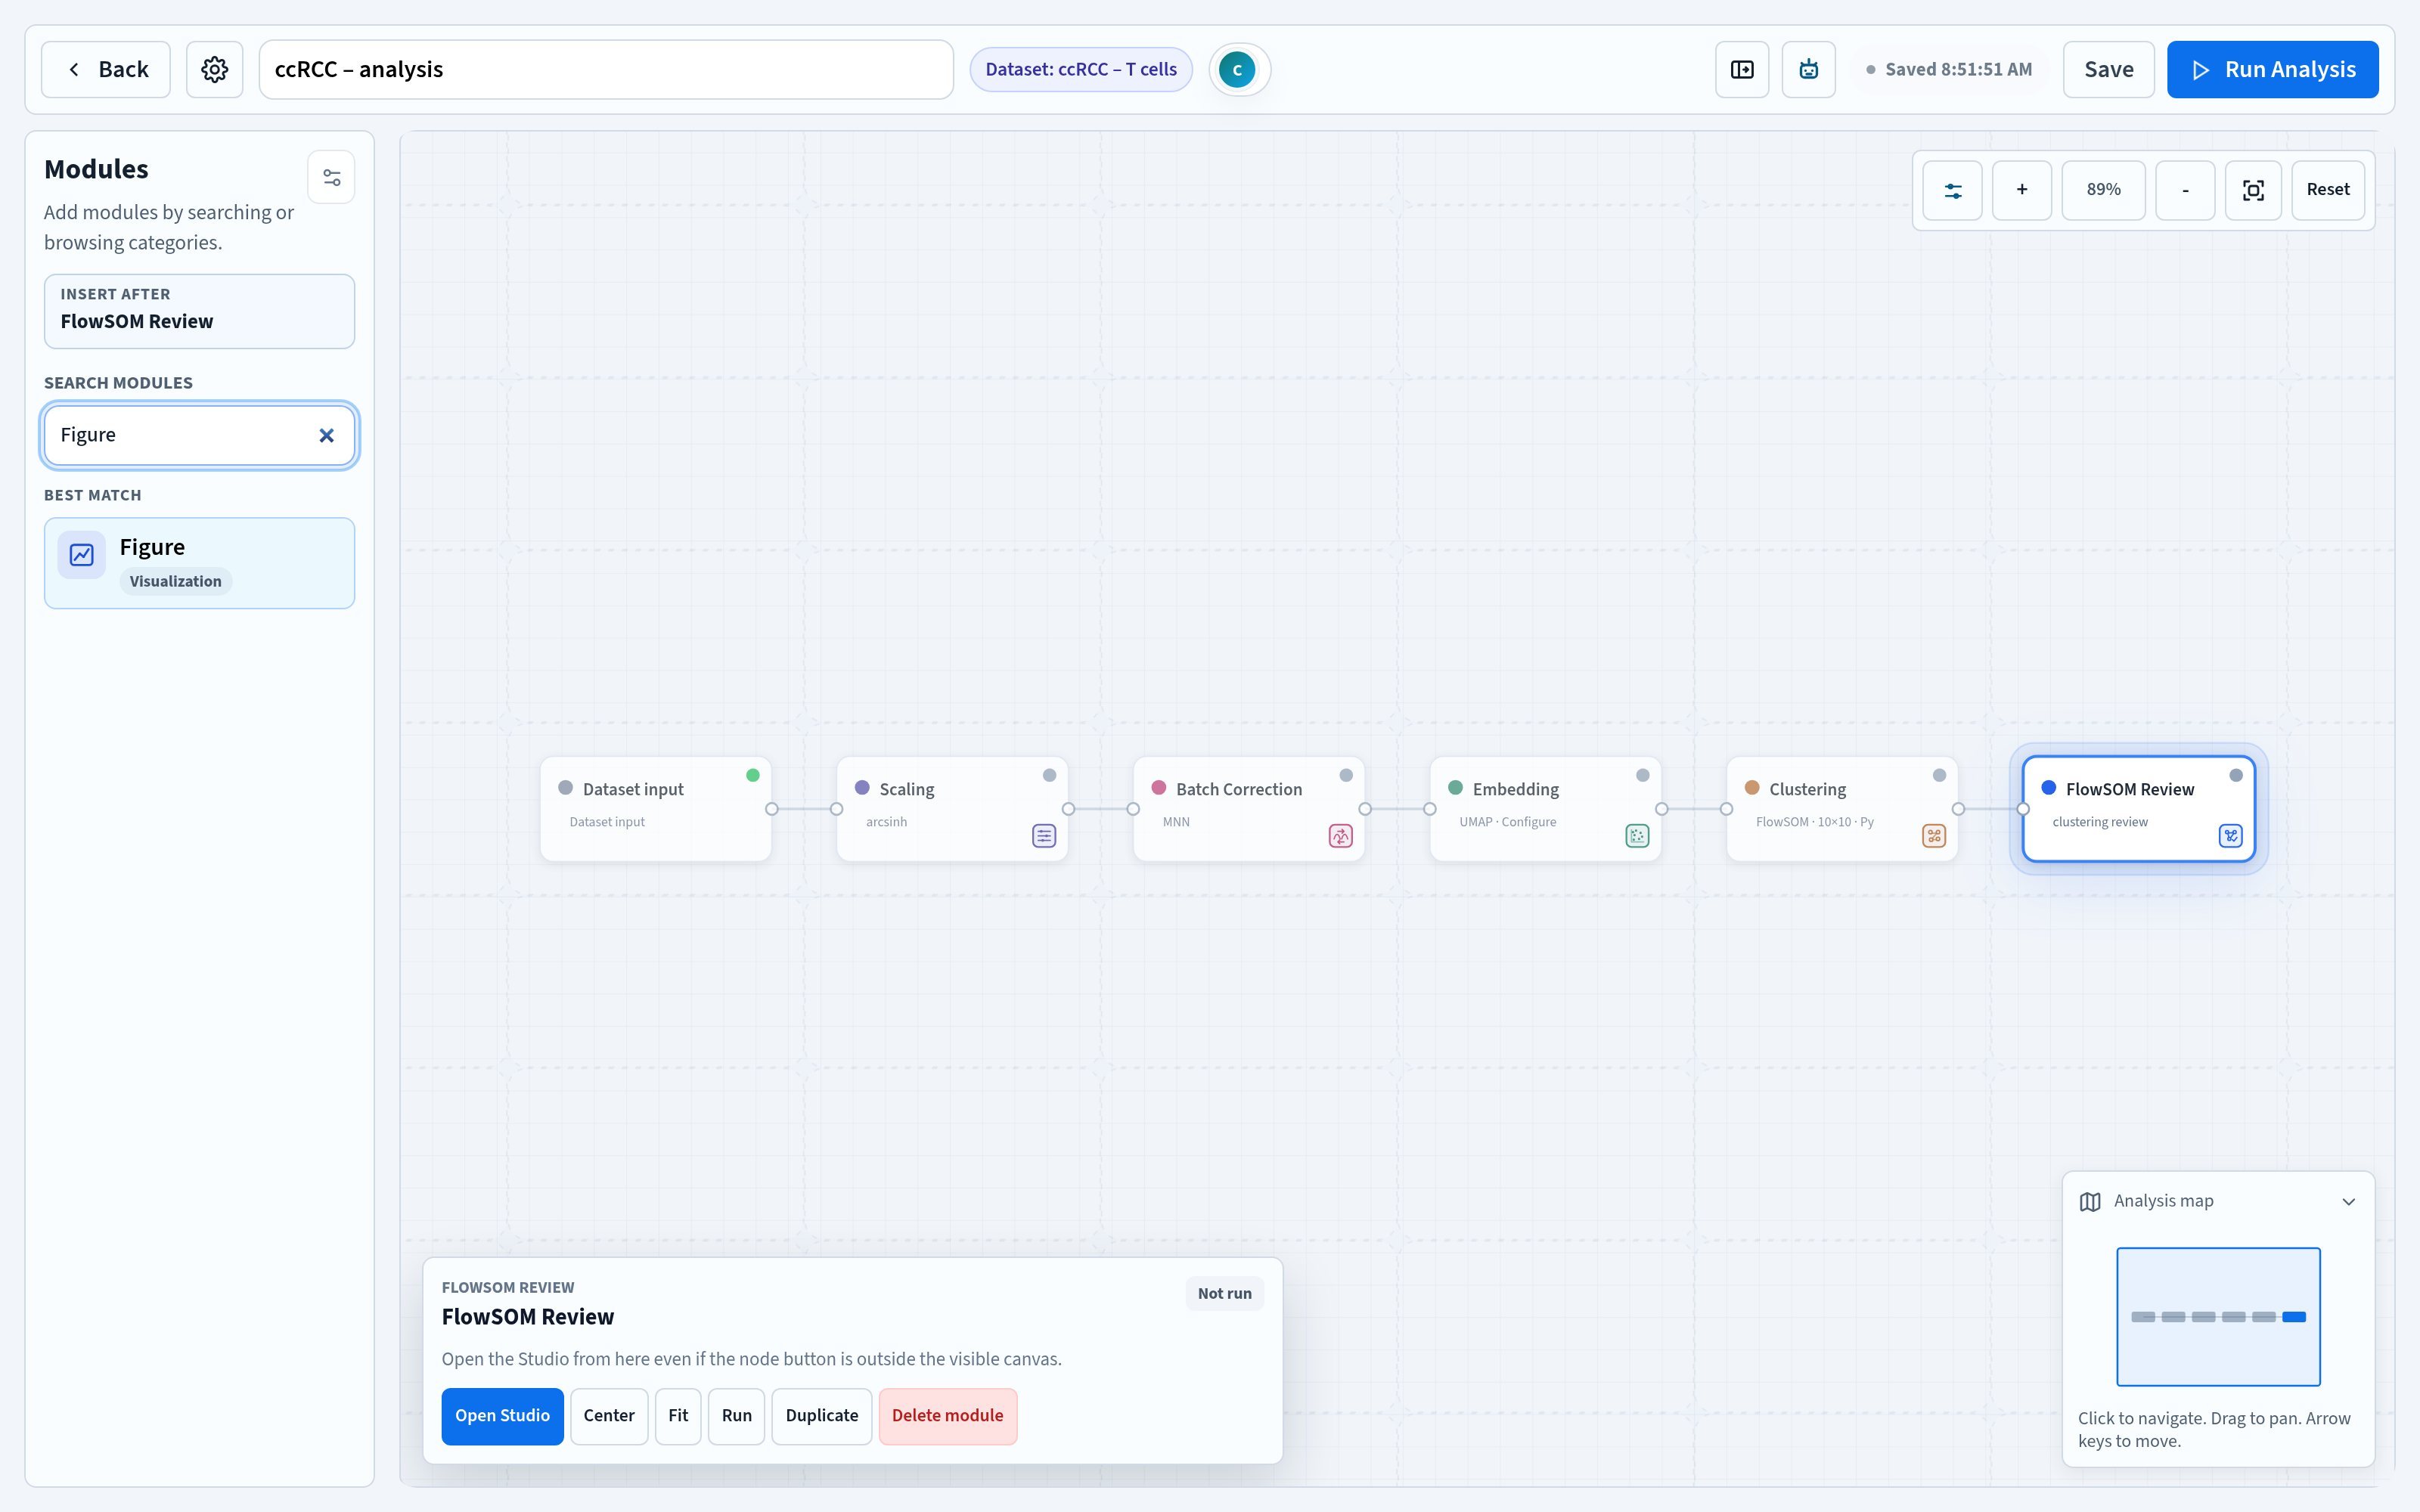 Back
ccRCC – analysis
Dataset: ccRCC – T cells
C
Saved 8:51:51 AM
Save
Run Analysis
Modules
Add modules by searching or
browsing categories.
INSERT AFTER
FlowSOM Review
SEARCH MODULES
Figure
BEST MATCH
Figure
Visualization
+
89%
-
Reset
Dataset input
Dataset input
Scaling
arcsinh
Batch Correction
MNN
Embedding
UMAP · Configure
Clustering
FlowSOM · 10×10 · Py
FlowSOM Review
clustering review
FLOWSOM REVIEW
FlowSOM Review
Not run
Open the Studio from here even if the node button is outside the visible canvas.
Open Studio
Center
Fit
Run
Duplicate
Delete module
Analysis map
Click to navigate. Drag to pan. Arrow
keys to move.